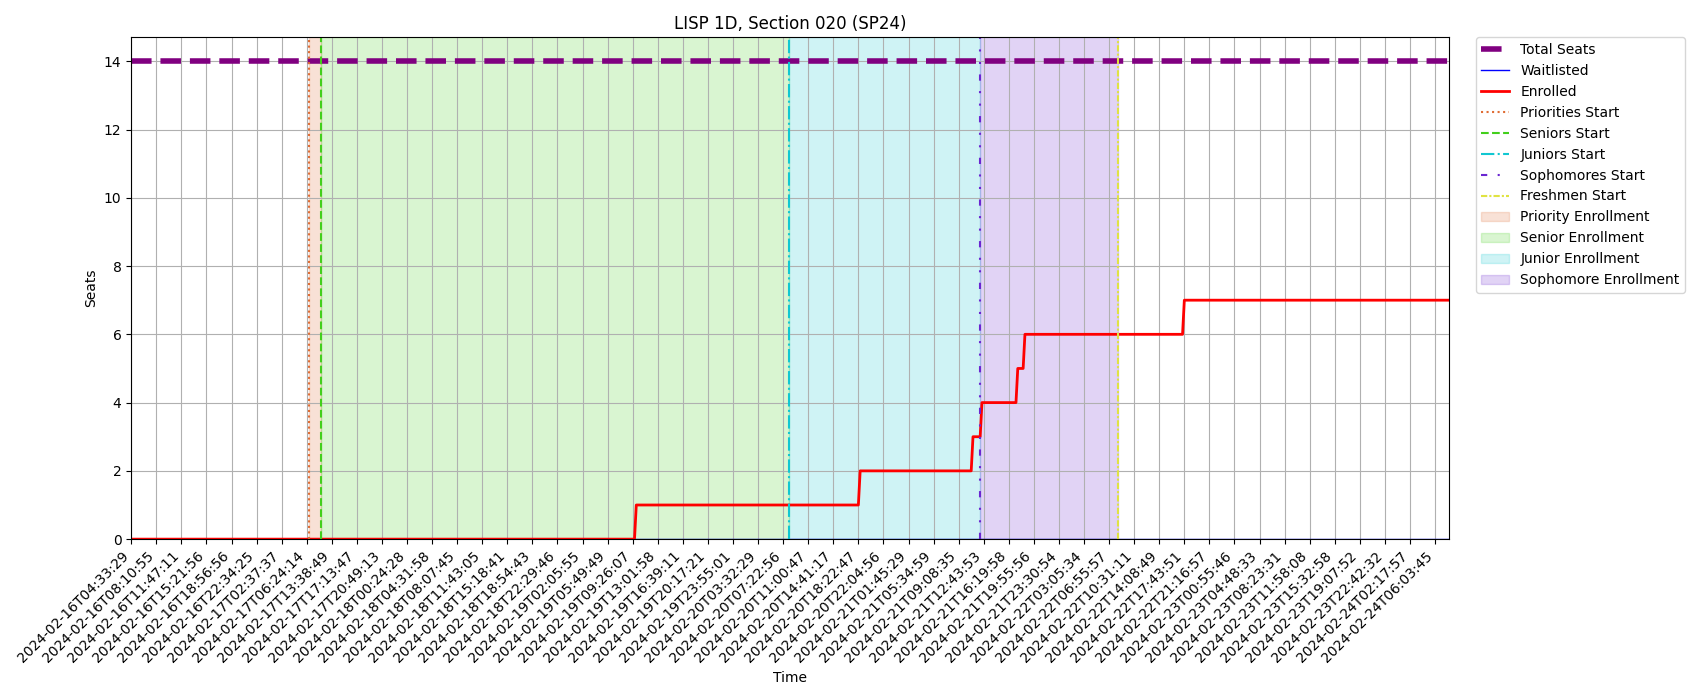 LISP 1D, Section 020 (SP24)
Total Seats
Waitlisted
Enrolled
Priorities Start
Seniors Start
Juniors Start
Sophomores Start
Freshmen Start
Priority Enrollment
Senior Enrollment
Junior Enrollment
Sophomore Enrollment
Seats
14
12
10
8
6
4
2
0
2024-02-16T04:33:29
2024-02-16T08:10:55
2024-02-16T11:47:11
2024-02-16T15:21:56
2024-02-16T18:56:56
2024-02-16T22:34:25
2024-02-17T02:37:37
2024-02-17T06:24:14
2024-02-17T13:38:49
2024-02-17T17:13:47
2024-02-17T20:49:13
2024-02-18T00:24:28
2024-02-18T04:31:58
2024-02-18T08:07:45
2024-02-18T11:43:05
2024-02-18T15:18:41
2024-02-18T18:54:43
2024-02-18T22:29:46
2024-02-19T02:05:55
2024-02-19T05:49:49
2024-02-19T09:26:07
2024-02-19T13:01:58
2024-02-19T16:39:11
2024-02-19T20:17:21
2024-02-19T23:55:01
2024-02-20T03:32:29
2024-02-20T07:22:56
2024-02-20T11:00:47
2024-02-20T14:41:17
2024-02-20T18:22:47
2024-02-20T22:04:56
2024-02-21T01:45:29
2024-02-21T05:34:59
2024-02-21T09:08:35
2024-02-21T12:43:53
2024-02-21T16:19:58
2024-02-21T19:55:56
2024-02-21T23:30:54
2024-02-22T03:05:34
2024-02-22T06:55:57
2024-02-22T10:31:11
2024-02-22T14:08:49
2024-02-22T17:43:51
2024-02-22T21:16:57
2024-02-23T00:55:46
2024-02-23T04:48:33
2024-02-23T08:23:31
2024-02-23T11:58:08
2024-02-23T15:32:58
2024-02-23T19:07:52
2024-02-23T22:42:32
2024-02-24T02:17:57
2024-02-24T06:03:45
Time